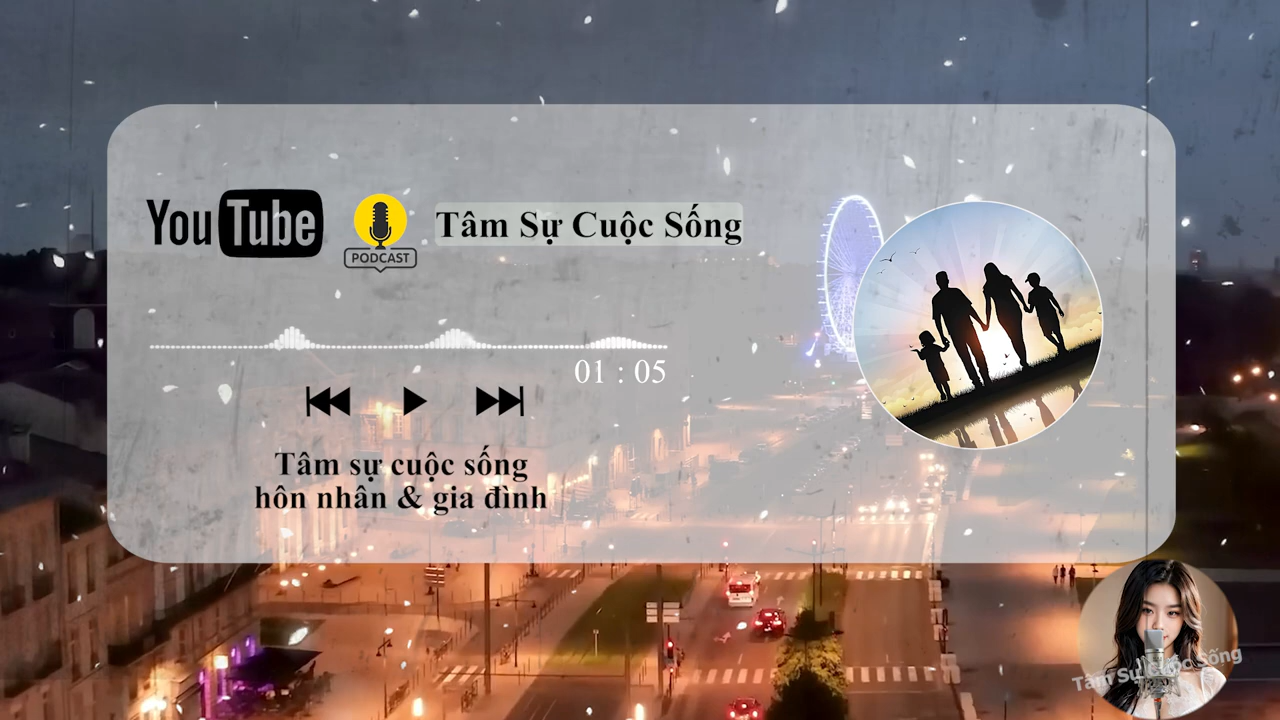 YouTube
PODCAST
Tâm Sự Cuộc Sống
01 : 05
Tâm sự cuộc sống
hôn nhân & gia đình
Tâm Sự Cuộc Sống